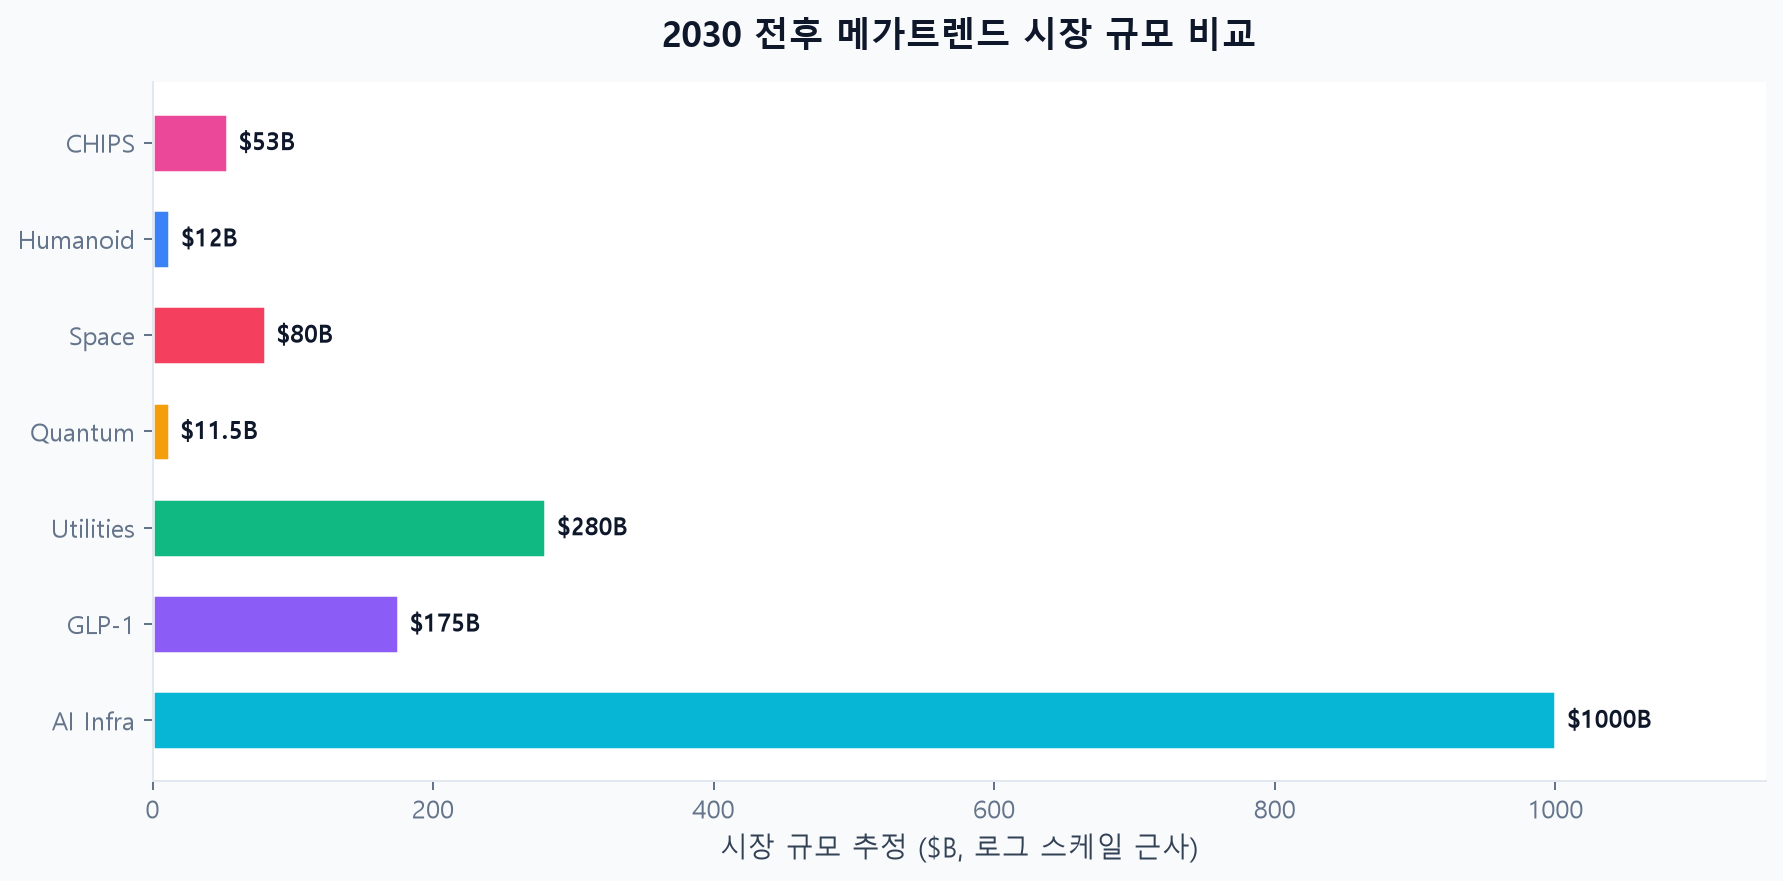 2030 전후 메가트렌드 시장 규모 비교
CHIPS $53B
Humanoid $12B
Space $80B
Quantum $11.5B
Utilities $280B
GLP-1 $175B
AI Infra $1000B
0 200 400 600 800 1000
시장 규모 추정 ($B, 로그 스케일 근사)